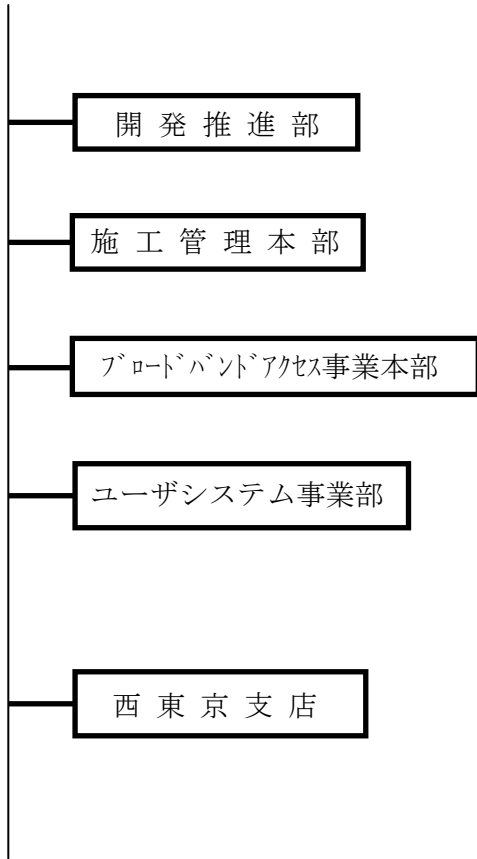 開発推進部
施工管理本部
ﾌﾞﾛｰﾄﾞﾊﾞﾝﾄﾞｱｸｾｽ事業本部
ユーザシステム事業部
西東京支店